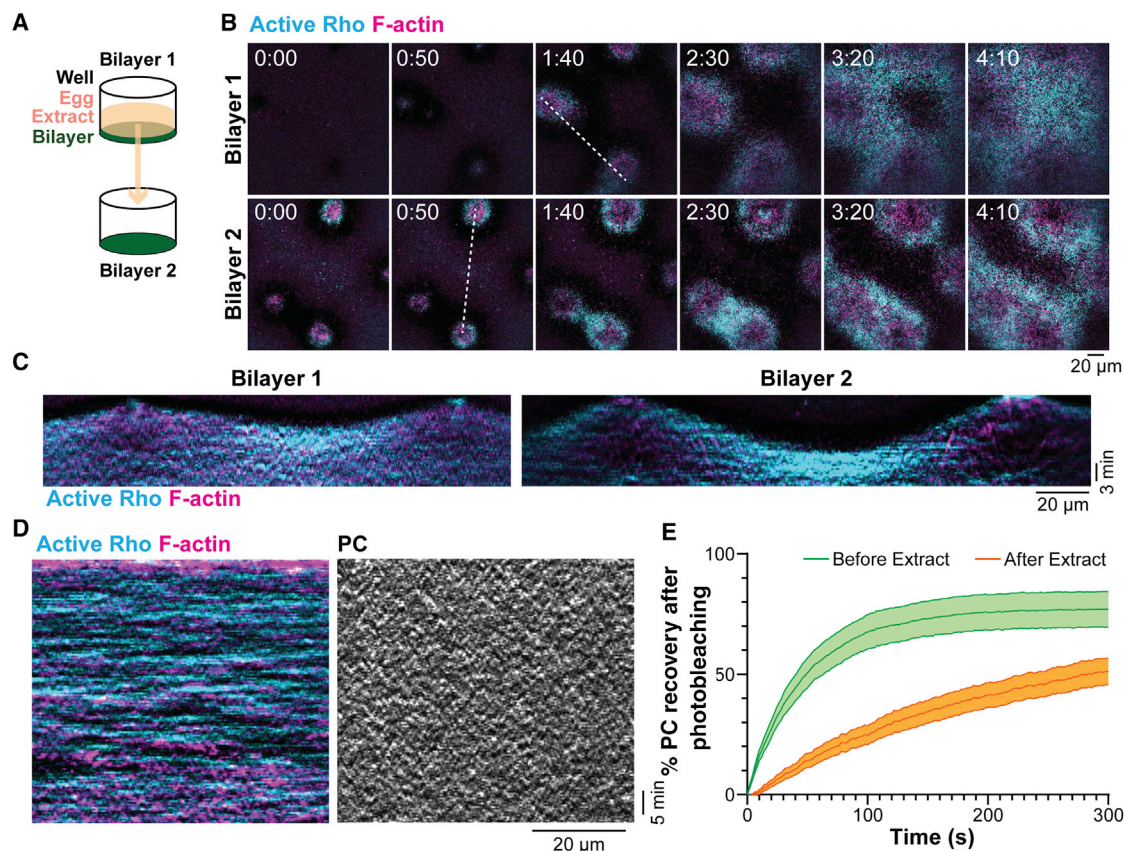 A
Bilayer 1
Well
Egg
Extract
Bilayer
Bilayer 2
B
Active Rho F-actin
Bilayer 1
0:00
0:50
1:40
2:30
3:20
4:10
Bilayer 2
0:00
0:50
1:40
2:30
3:20
4:10
20 µm
C
Bilayer 1
Bilayer 2
Active Rho F-actin
3 min
20 µm
D
Active Rho F-actin
PC
5 min
20 µm
E
% PC recovery after
photobleaching
100
50
0
Before Extract
After Extract
0
100
200
300
Time (s)